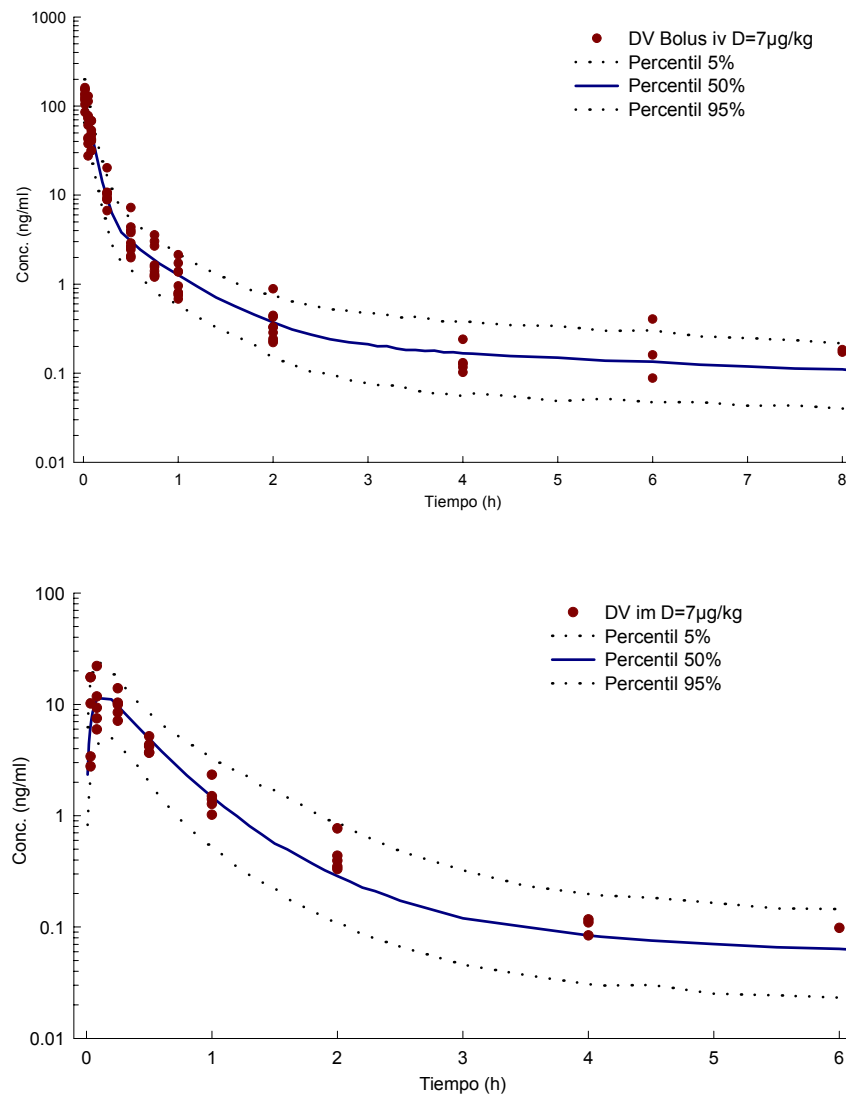 1000
100
10
1
0.1
0.01
Conc. (ng/ml)
DV Bolus iv D=7µg/kg
Percentil 5%
Percentil 50%
Percentil 95%
0 1 2 3 4 5 6 7 8
Tiempo (h)
100
10
1
0.1
0.01
Conc. (ng/ml)
DV im D=7µg/kg
Percentil 5%
Percentil 50%
Percentil 95%
0 1 2 3 4 5 6
Tiempo (h)